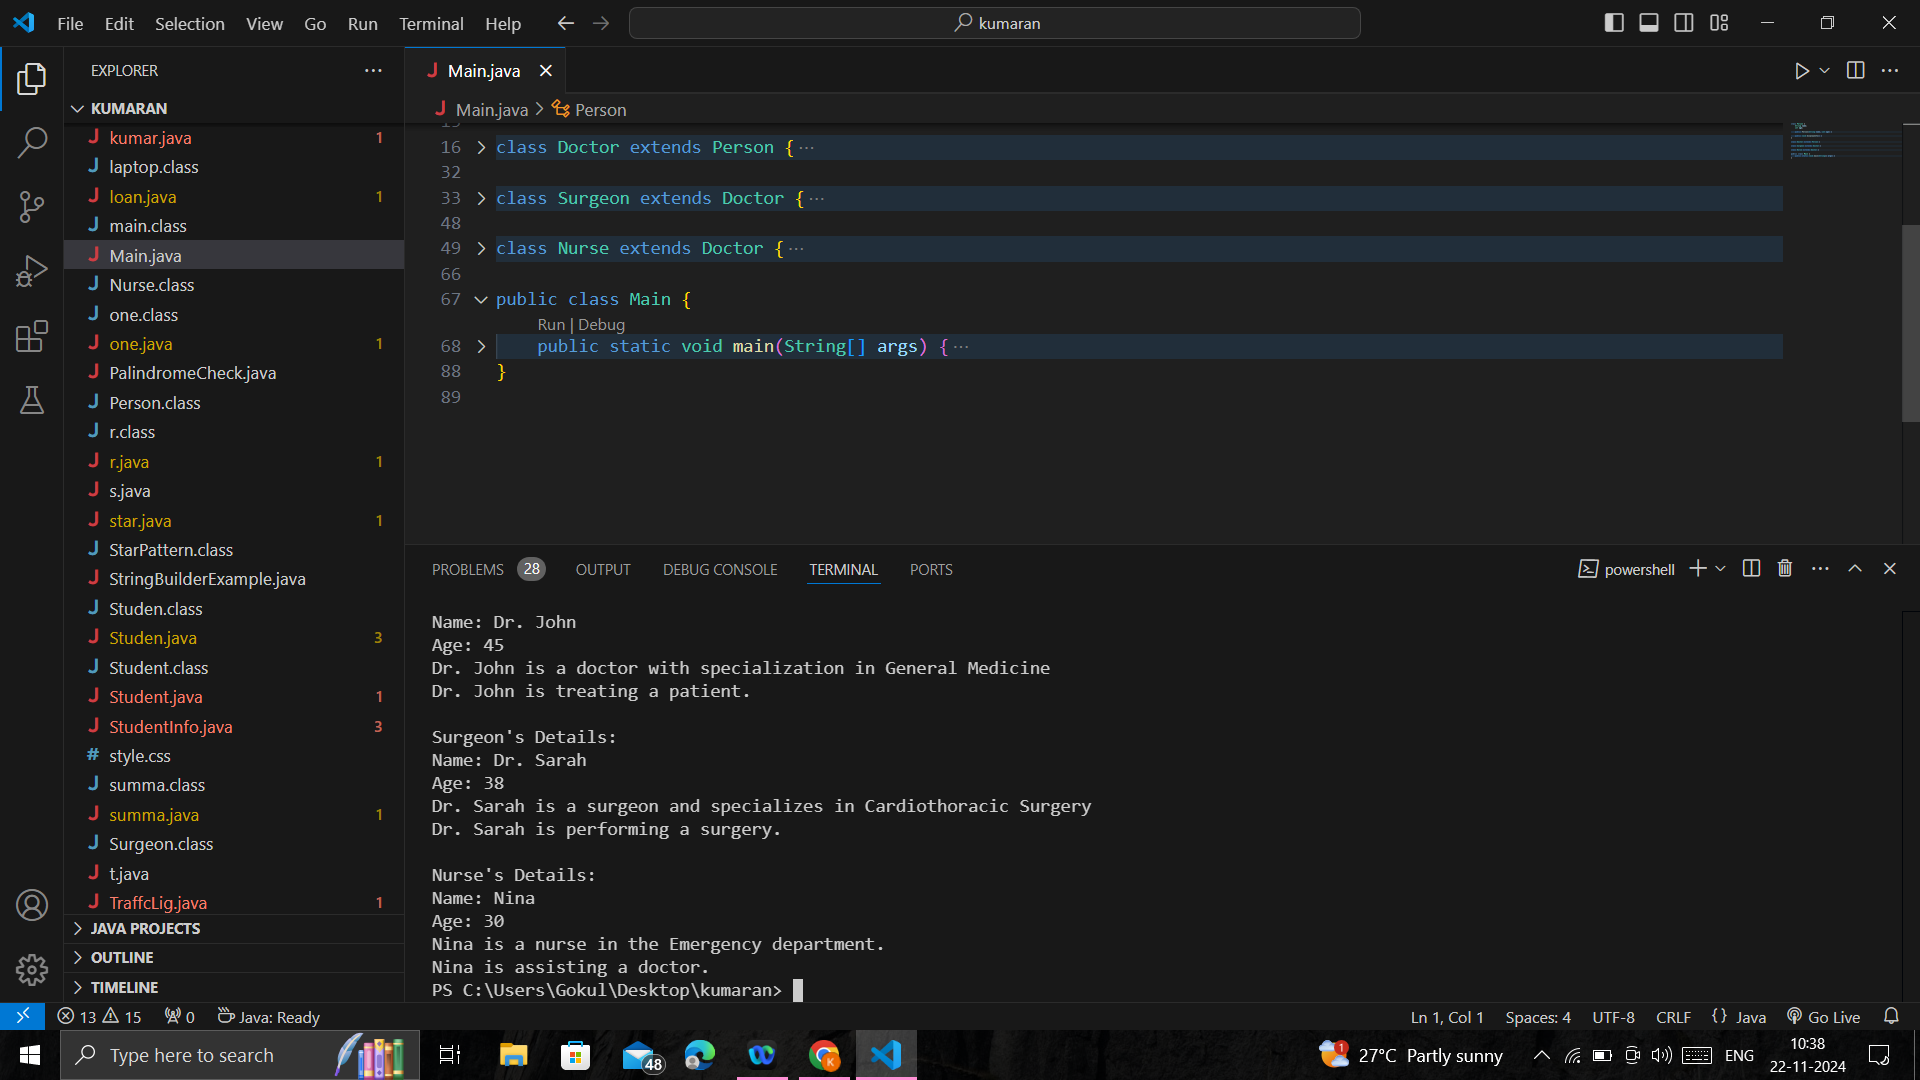 File Edit Selection View Go Run Terminal Help
kumaran
EXPLORER
KUMARAN
kumar.java 1
laptop.class
loan.java 1
main.class
Main.java
Nurse.class
one.class
one.java 1
PalindromeCheck.java
Person.class
r.class
r.java 1
s.java
star.java 1
StarPattern.class
StringBuilderExample.java
Studen.class
Studen.java 3
Student.class
Student.java 1
StudentInfo.java 3
# style.css
summa.class
summa.java 1
Surgeon.class
t.java
TraffcLig.java 1
JAVA PROJECTS
OUTLINE
TIMELINE
Main.java
Main.java > Person
16 class Doctor extends Person { ...
32
33 class Surgeon extends Doctor { ...
48
49 class Nurse extends Doctor { ...
66
67 public class Main {
Run | Debug
68 public static void main(String[] args) { ...
88 }
89
PROBLEMS 28 OUTPUT DEBUG CONSOLE TERMINAL PORTS
powershell
Name: Dr. John
Age: 45
Dr. John is a doctor with specialization in General Medicine
Dr. John is treating a patient.
Surgeon's Details:
Name: Dr. Sarah
Age: 38
Dr. Sarah is a surgeon and specializes in Cardiothoracic Surgery
Dr. Sarah is performing a surgery.
Nurse's Details:
Name: Nina
Age: 30
Nina is a nurse in the Emergency department.
Nina is assisting a doctor.
PS C:\Users\Gokul\Desktop\kumaran>
13 15 0 Java: Ready
Ln 1, Col 1 Spaces: 4 UTF-8 CRLF {} Java Go Live
Type here to search
48
K
1
27°C Partly sunny
ENG
10:38
22-11-2024